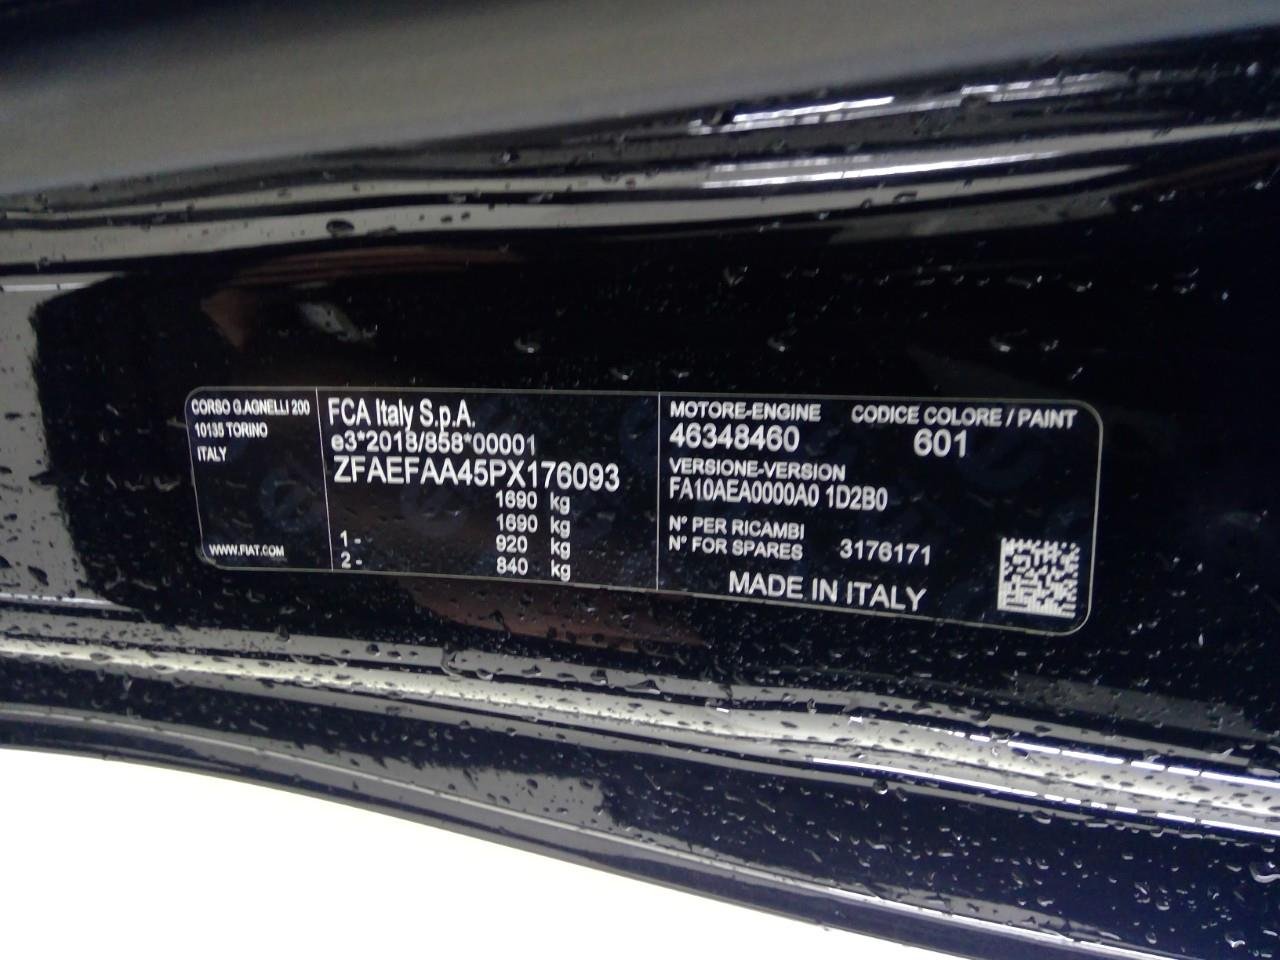 CORSO G.AGNELLI 200
10135 TORINO
ITALY
WWW.FIAT.COM
FCA Italy S.p.A.
e3*2018/858*00001
ZFAEFAA45PX176093
1690 kg
1690 kg
1 - 920 kg
2 - 840 kg
MOTORE-ENGINE
46348460
CODICE COLORE / PAINT
601
VERSIONE-VERSION
FA10AEA0000A0 1D2B0
N° PER RICAMBI
N° FOR SPARES 3176171
MADE IN ITALY